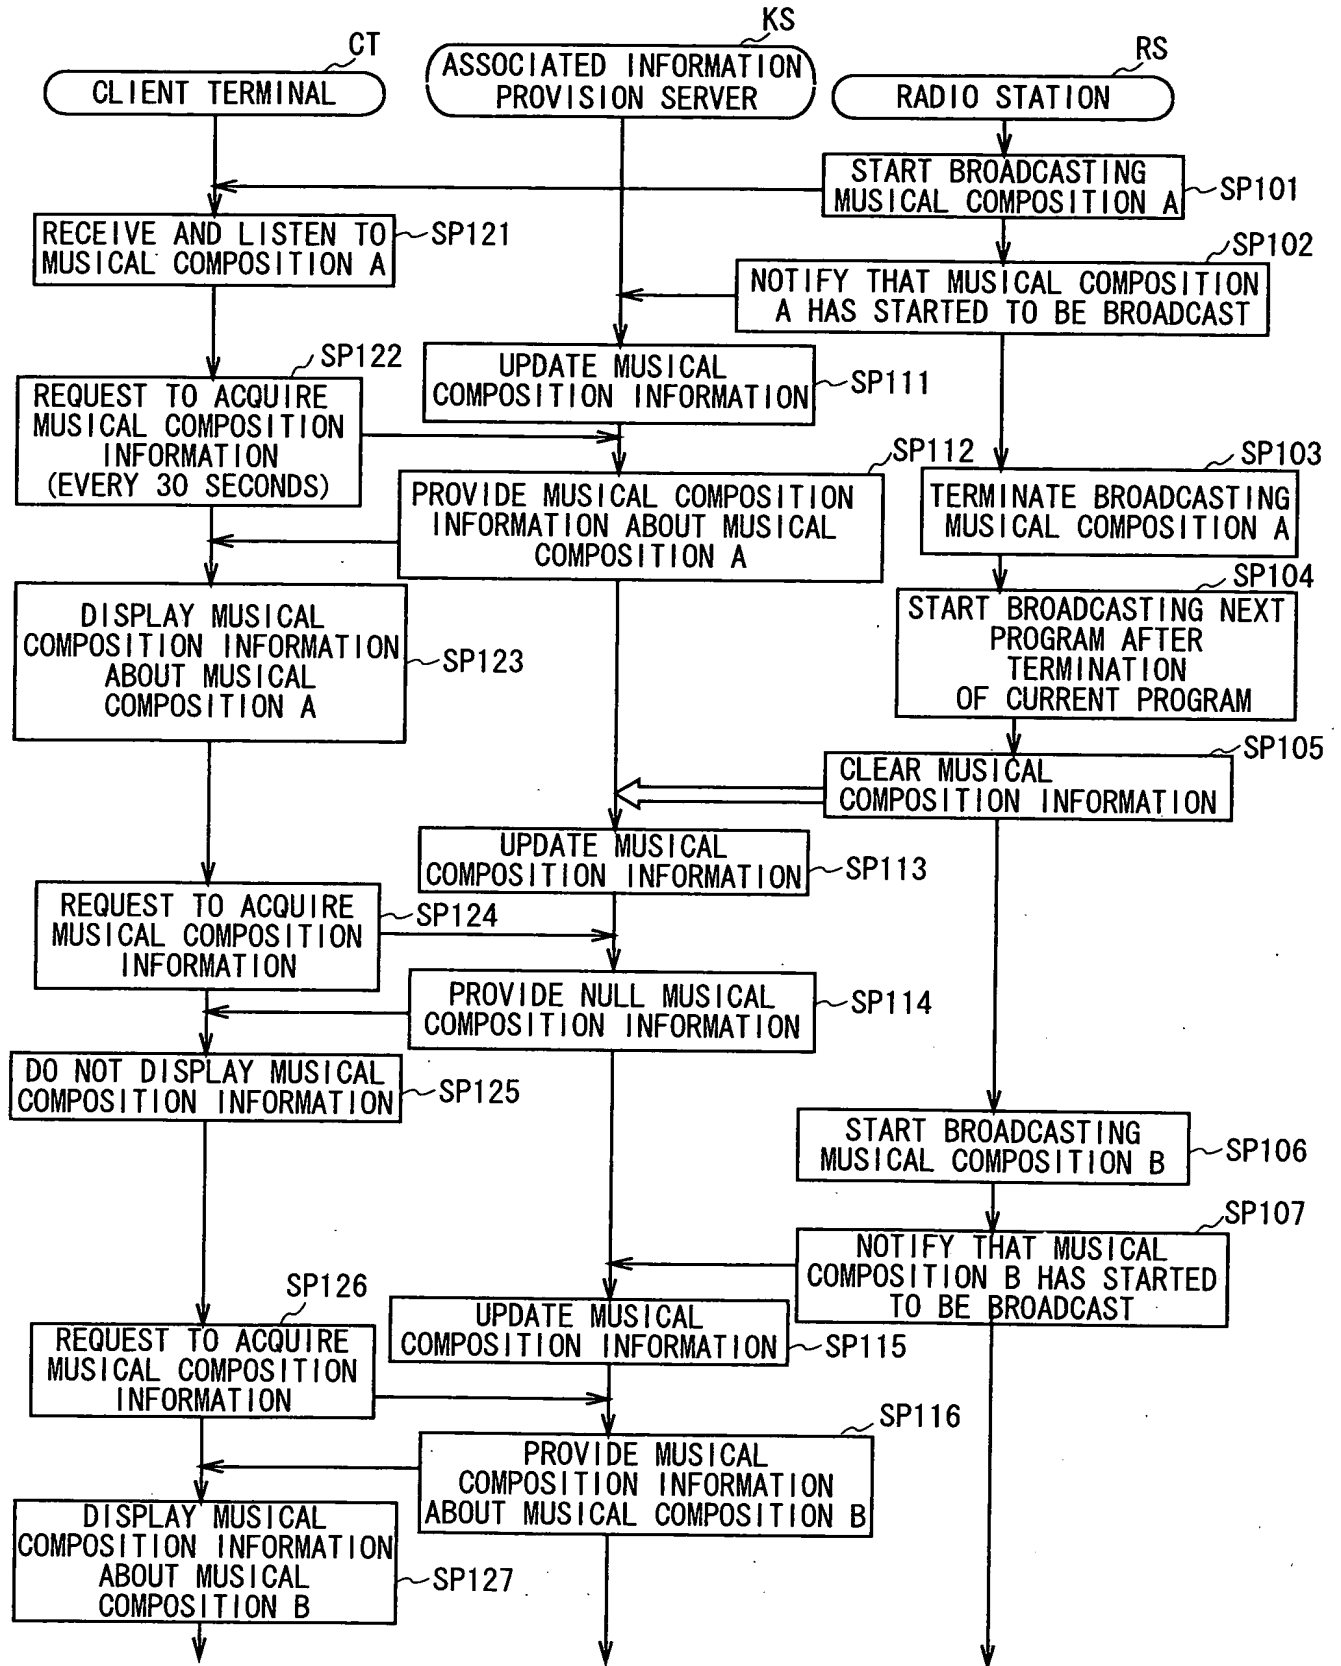 CT
CLIENT TERMINAL
KS
ASSOCIATED INFORMATION
PROVISION SERVER
RS
RADIO STATION
START BROADCASTING
MUSICAL COMPOSITION A
SP101
RECEIVE AND LISTEN TO
MUSICAL COMPOSITION A
SP121
SP102
NOTIFY THAT MUSICAL COMPOSITION
A HAS STARTED TO BE BROADCAST
SP122
REQUEST TO ACQUIRE
MUSICAL COMPOSITION
INFORMATION
(EVERY 30 SECONDS)
UPDATE MUSICAL
COMPOSITION INFORMATION
SP111
SP112
PROVIDE MUSICAL COMPOSITION
INFORMATION ABOUT MUSICAL
COMPOSITION A
SP103
TERMINATE BROADCASTING
MUSICAL COMPOSITION A
SP104
START BROADCASTING NEXT
PROGRAM AFTER
TERMINATION
OF CURRENT PROGRAM
DISPLAY MUSICAL
COMPOSITION INFORMATION
ABOUT MUSICAL
COMPOSITION A
SP123
SP105
CLEAR MUSICAL
COMPOSITION INFORMATION
UPDATE MUSICAL
COMPOSITION INFORMATION
SP113
REQUEST TO ACQUIRE
MUSICAL COMPOSITION
INFORMATION
SP124
PROVIDE NULL MUSICAL
COMPOSITION INFORMATION
SP114
DO NOT DISPLAY MUSICAL
COMPOSITION INFORMATION
SP125
START BROADCASTING
MUSICAL COMPOSITION B
SP106
SP107
NOTIFY THAT MUSICAL
COMPOSITION B HAS STARTED
TO BE BROADCAST
SP126
REQUEST TO ACQUIRE
MUSICAL COMPOSITION
INFORMATION
UPDATE MUSICAL
COMPOSITION INFORMATION
SP115
SP116
PROVIDE MUSICAL
COMPOSITION INFORMATION
ABOUT MUSICAL COMPOSITION B
DISPLAY MUSICAL
COMPOSITION INFORMATION
ABOUT MUSICAL
COMPOSITION B
SP127